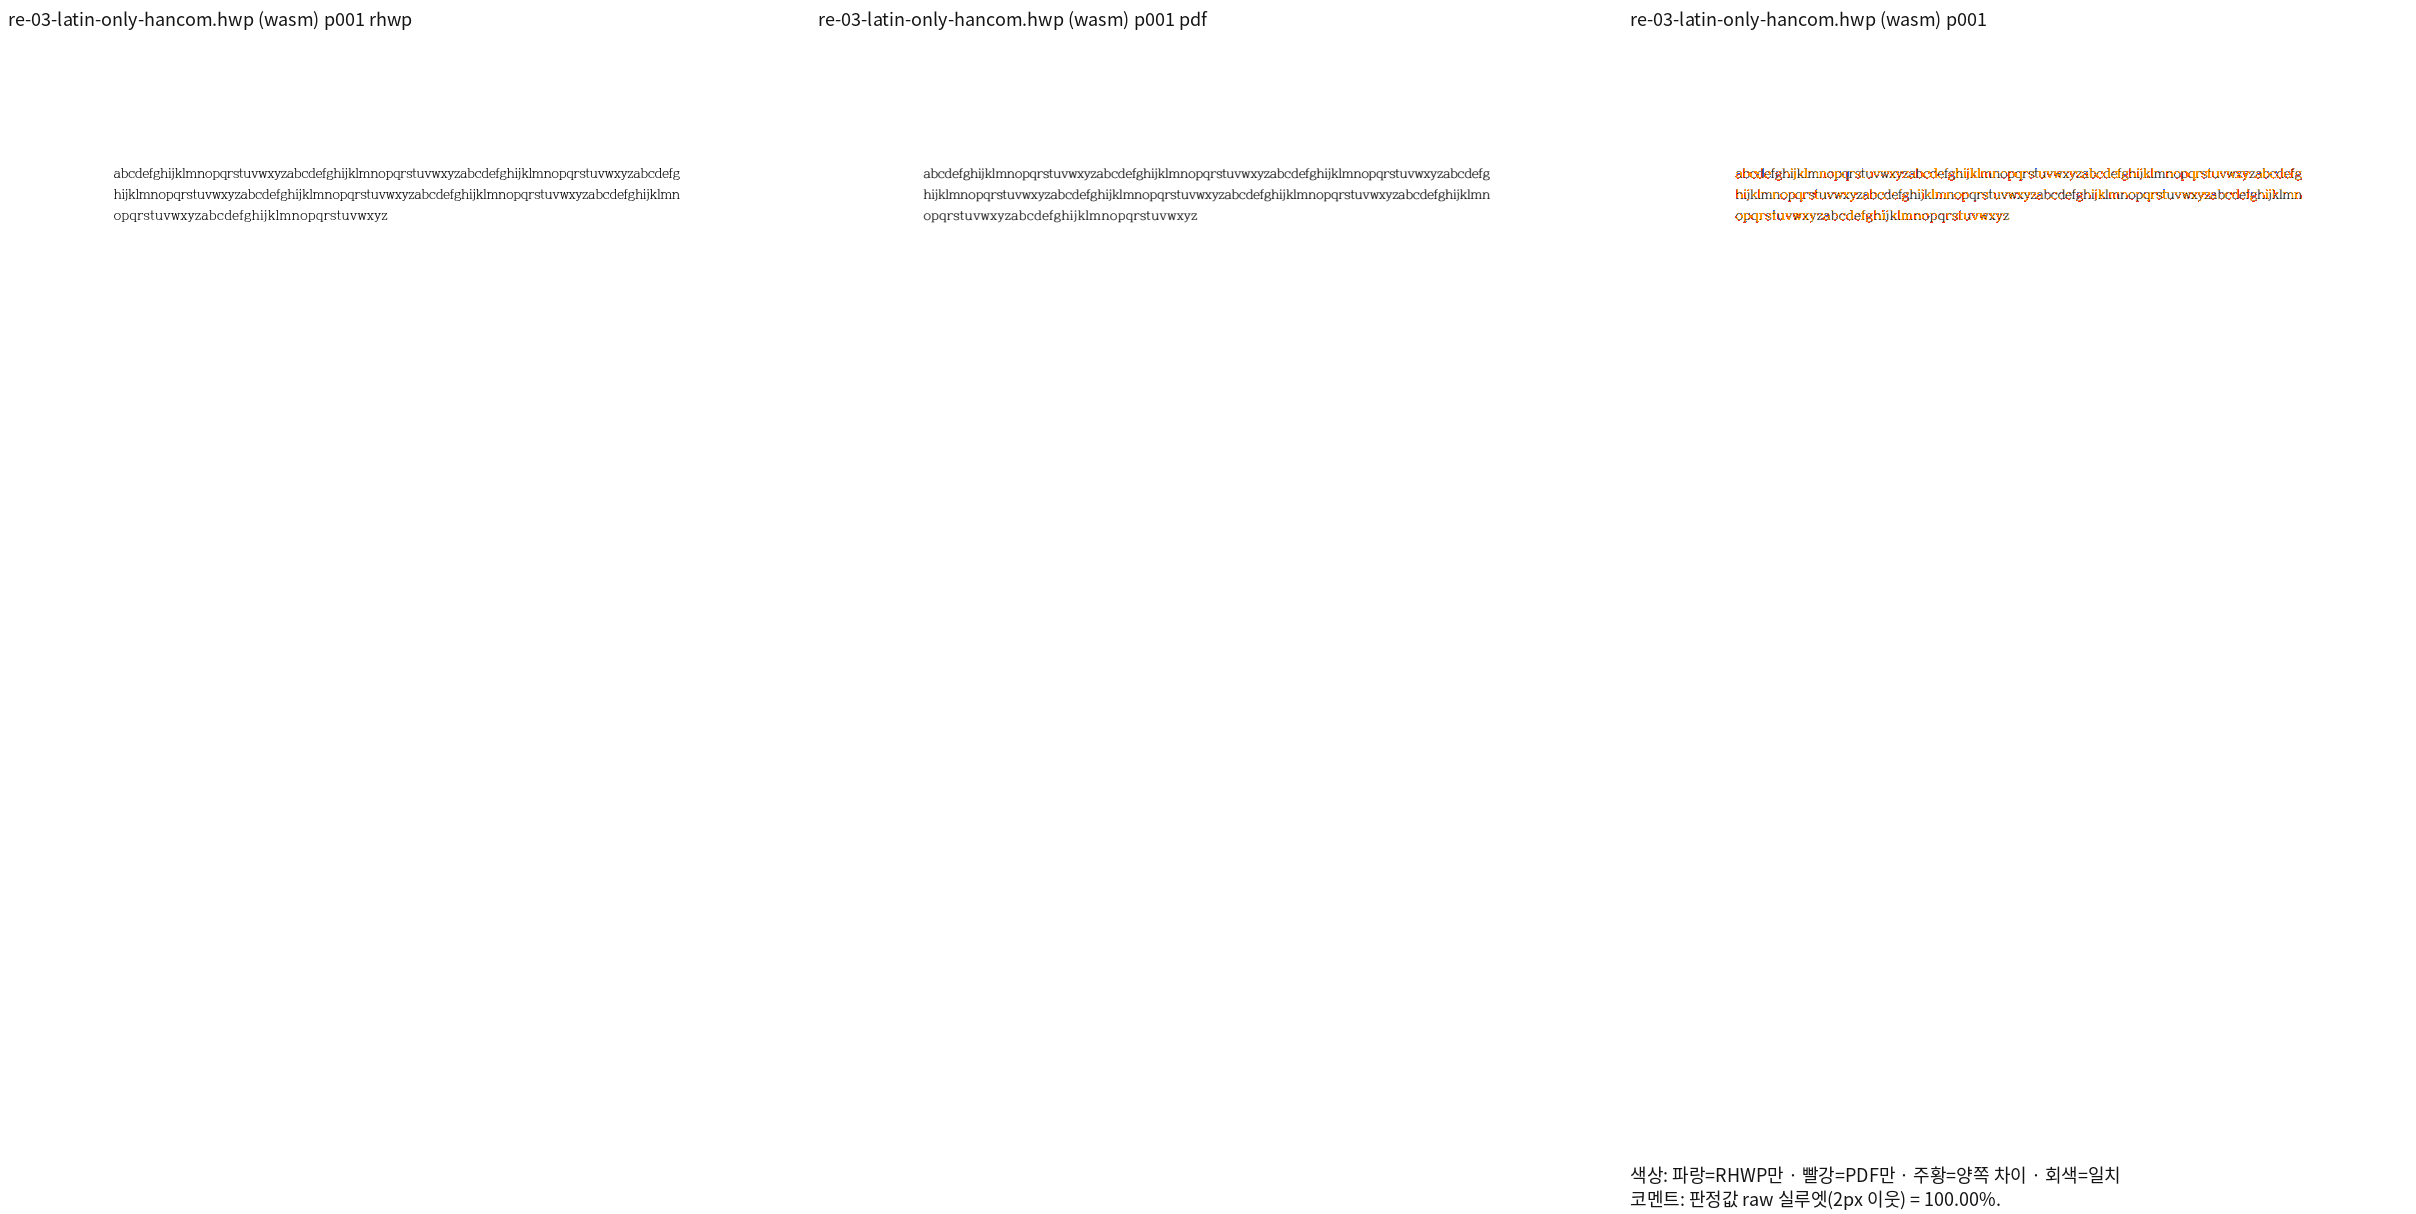 re-03-latin-only-hancom.hwp (wasm) p001 rhwp
abcdefghijklmnopqrstuvwxyzabcdefghijklmnopqrstuvwxyzabcdefghijklmnopqrstuvwxyzabcdefg
hijklmnopqrstuvwxyzabcdefghijklmnopqrstuvwxyzabcdefghijklmnopqrstuvwxyzabcdefghijklmn
opqrstuvwxyzabcdefghijklmnopqrstuvwxyz
re-03-latin-only-hancom.hwp (wasm) p001 pdf
abcdefghijklmnopqrstuvwxyzabcdefghijklmnopqrstuvwxyzabcdefghijklmnopqrstuvwxyzabcdefg
hijklmnopqrstuvwxyzabcdefghijklmnopqrstuvwxyzabcdefghijklmnopqrstuvwxyzabcdefghijklmn
opqrstuvwxyzabcdefghijklmnopqrstuvwxyz
re-03-latin-only-hancom.hwp (wasm) p001
abcdefghijklmnopqrstuvwxyzabcdefghijklmnopqrstuvwxyzabcdefghijklmnopqrstuvwxyzabcdefg
hijklmnopqrstuvwxyzabcdefghijklmnopqrstuvwxyzabcdefghijklmnopqrstuvwxyzabcdefghijklmn
opqrstuvwxyzabcdefghijklmnopqrstuvwxyz
색상: 파랑=RHWP만 · 빨강=PDF만 · 주황=양쪽 차이 · 회색=일치
코멘트: 판정값 raw 실루엣(2px 이웃) = 100.00%.